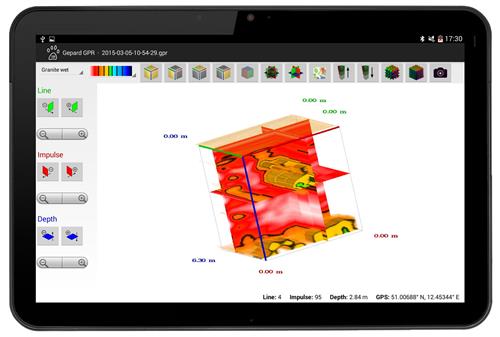 17:30
Gepard GPR - 2015-03-05-10-54-29.gpr
Granite wet
Line
Impulse
Depth
0.00 m
0.00 m
0.00 m
6.30 m
0.00 m
0.00 m
Line: 4 Impulse: 95 Depth: 2.84 m GPS: 51.00688° N, 12.45344° E